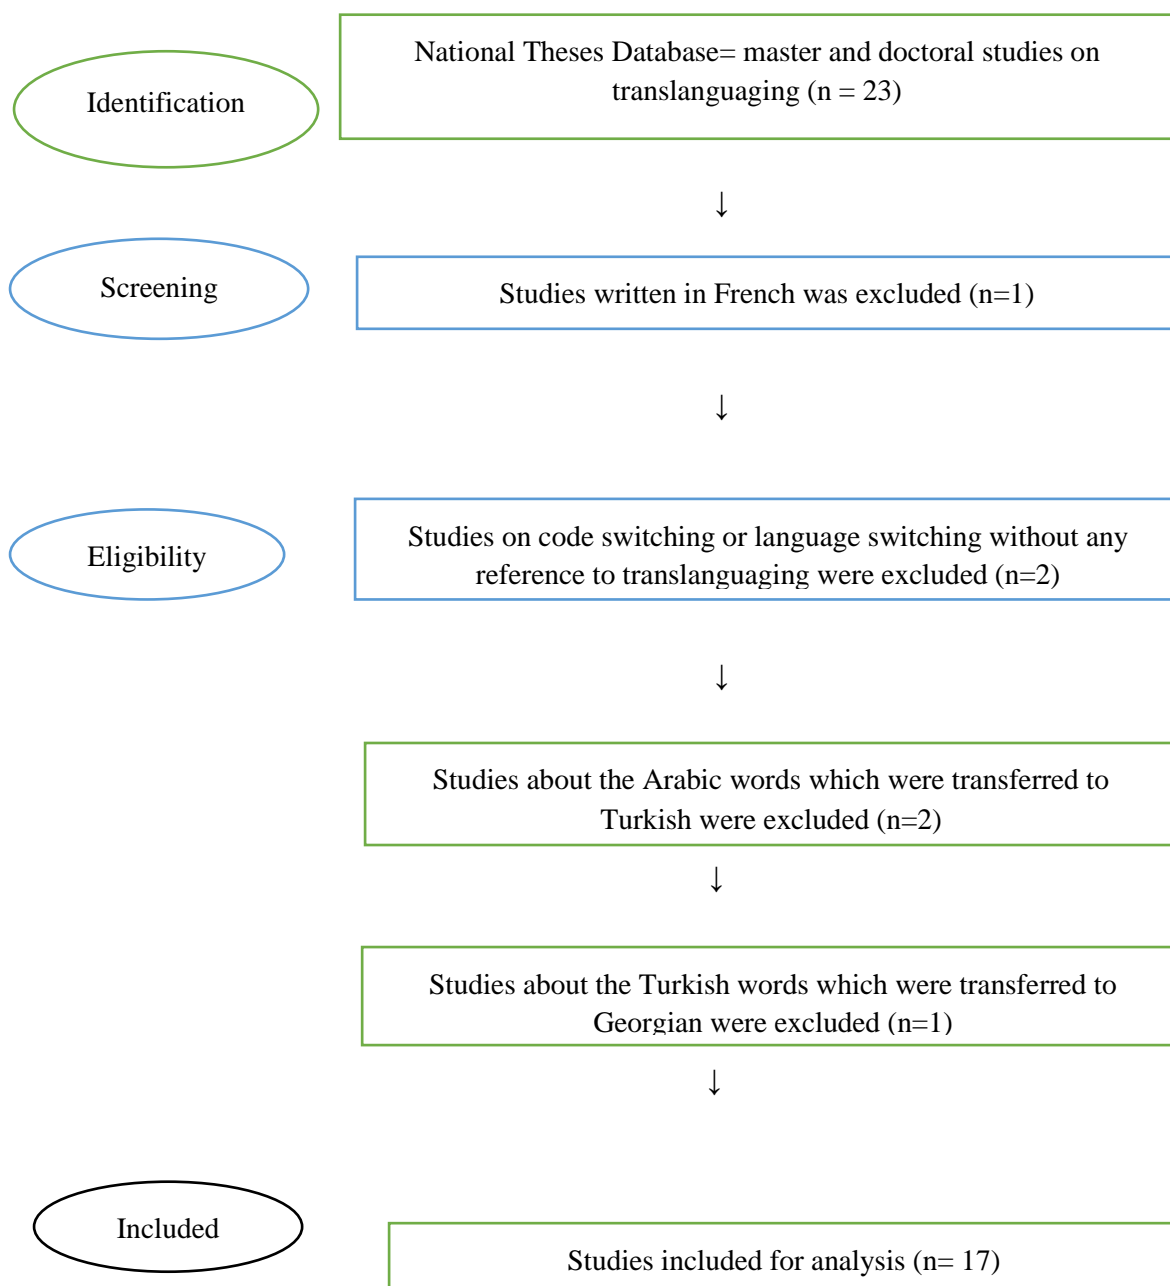 National Theses Database= master and doctoral studies on
translanguaging (n = 23)
Identification
↓
Screening
Studies written in French was excluded (n=1)
↓
Studies on code switching or language switching without any
reference to translanguaging were excluded (n=2)
Eligibility
↓
Studies about the Arabic words which were transferred to
Turkish were excluded (n=2)
↓
Studies about the Turkish words which were transferred to
Georgian were excluded (n=1)
↓
Included
Studies included for analysis (n= 17)